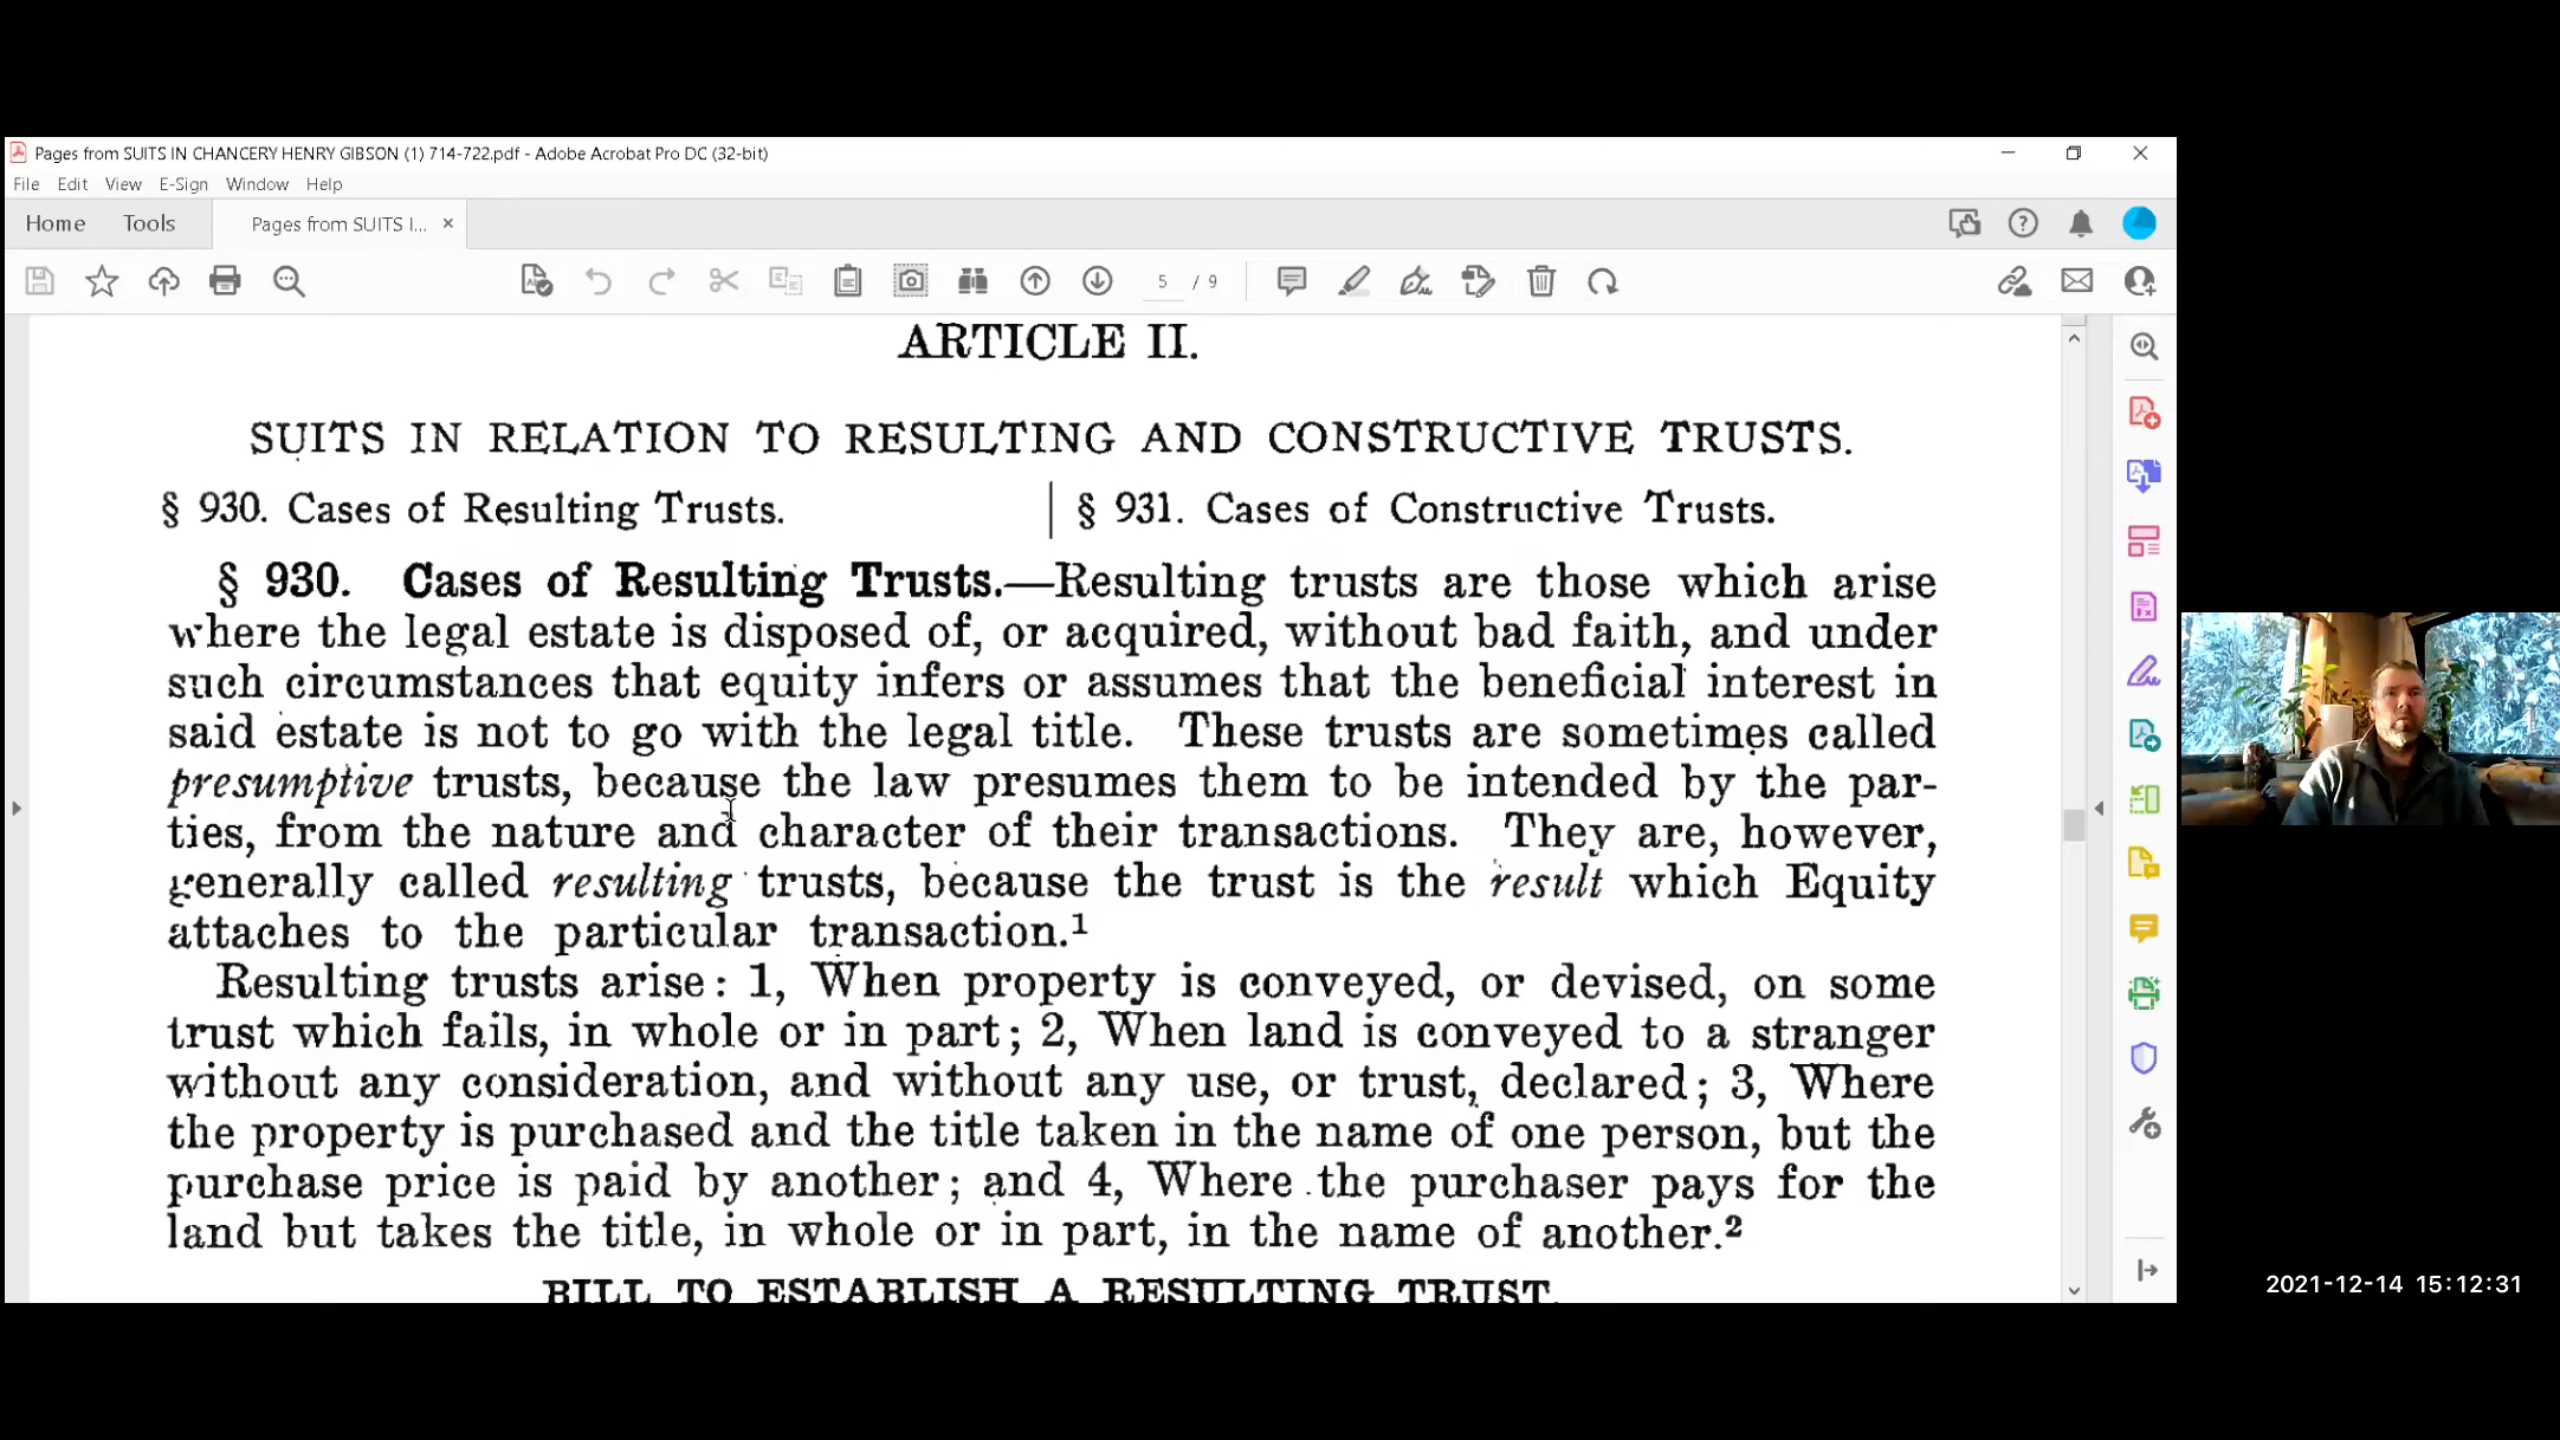 Pages from SUITS IN CHANCERY HENRY GIBSON (1) 714-722.pdf - Adobe Acrobat Pro DC (32-bit)
File Edit View E-Sign Window Help
Home Tools Pages from SUITS I... ×
5 / 9
ARTICLE II.
SUITS IN RELATION TO RESULTING AND CONSTRUCTIVE TRUSTS.
§ 930. Cases of Resulting Trusts. | § 931. Cases of Constructive Trusts.
§ 930. Cases of Resulting Trusts.—Resulting trusts are those which arise
where the legal estate is disposed of, or acquired, without bad faith, and under
such circumstances that equity infers or assumes that the beneficial interest in
said estate is not to go with the legal title. These trusts are sometimes called
presumptive trusts, because the law presumes them to be intended by the par-
ties, from the nature and character of their transactions. They are, however,
generally called resulting trusts, because the trust is the result which Equity
attaches to the particular transaction.¹
Resulting trusts arise: 1, When property is conveyed, or devised, on some
trust which fails, in whole or in part; 2, When land is conveyed to a stranger
without any consideration, and without any use, or trust, declared; 3, Where
the property is purchased and the title taken in the name of one person, but the
purchase price is paid by another; and 4, Where the purchaser pays for the
land but takes the title, in whole or in part, in the name of another.²
BILL TO ESTABLISH A RESULTING TRUST.
2021-12-14 15:12:31